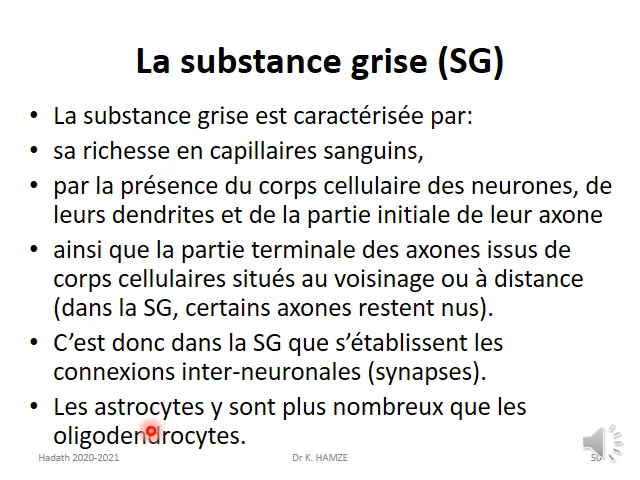 La substance grise (SG)
• La substance grise est caractérisée par:
• sa richesse en capillaires sanguins,
• par la présence du corps cellulaire des neurones, de
leurs dendrites et de la partie initiale de leur axone
• ainsi que la partie terminale des axones issus de
corps cellulaires situés au voisinage ou à distance
(dans la SG, certains axones restent nus).
• C’est donc dans la SG que s’établissent les
connexions inter-neuronales (synapses).
• Les astrocytes y sont plus nombreux que les
oligodendrocytes.
Hadath 2020-2021 Dr K. HAMZE